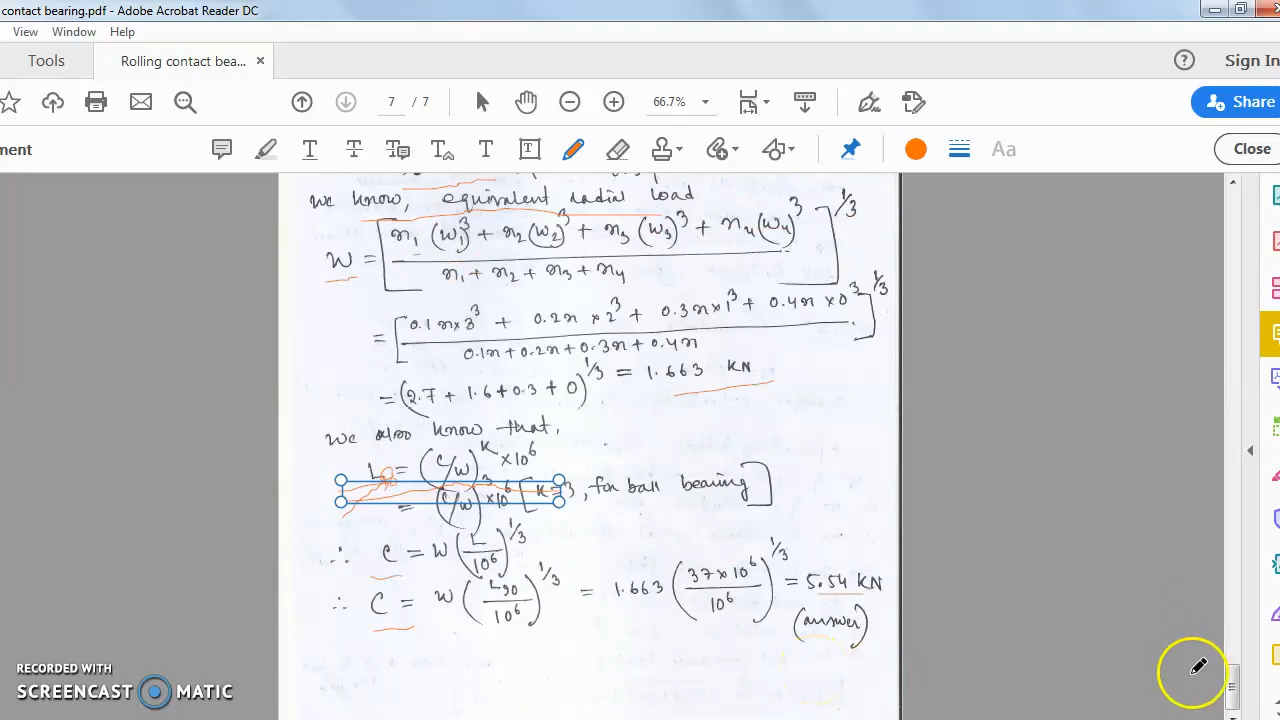 contact bearing.pdf - Adobe Acrobat Reader DC
View Window Help
Tools Rolling contact bea... × Sign In
7 / 7 66.7% Share
ment Aa Close
We know, equivalent radial load
W = [ n1 (W1)^3 + n2 (W2)^3 + n3 (W3)^3 + n4 (W4)^3 / n1 + n2 + n3 + n4 ]^1/3
= [ 0.1n×3^3 + 0.2n×2^3 + 0.3n×1^3 + 0.4n×0^3 / 0.1n+0.2n+0.3n+0.4n ]^1/3
= (2.7 + 1.6+0.3+0)^1/3 = 1.663 KN
We also know that,
L = (C/W)^K ×10^6
= (C/W)^3 ×10^6 [K=3, for ball bearing]
∴ C = W (L/10^6)^1/3
∴ C = W (L90/10^6)^1/3 = 1.663 (37×10^6/10^6)^1/3 = 5.54 KN
(answer)
RECORDED WITH
SCREENCAST MATIC